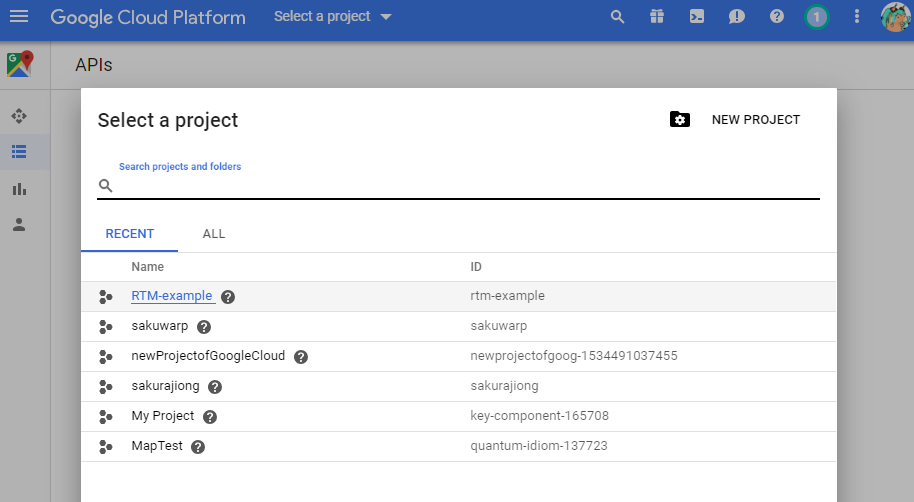 Google Cloud Platform
Select a project
1
APIs
Select a project
NEW PROJECT
Search projects and folders
RECENT ALL
Name ID
RTM-example rtm-example
sakuwarp sakuwarp
newProjectofGoogleCloud newprojectofgoog-1534491037455
sakurajiong sakurajiong
My Project key-component-165708
MapTest quantum-idiom-137723